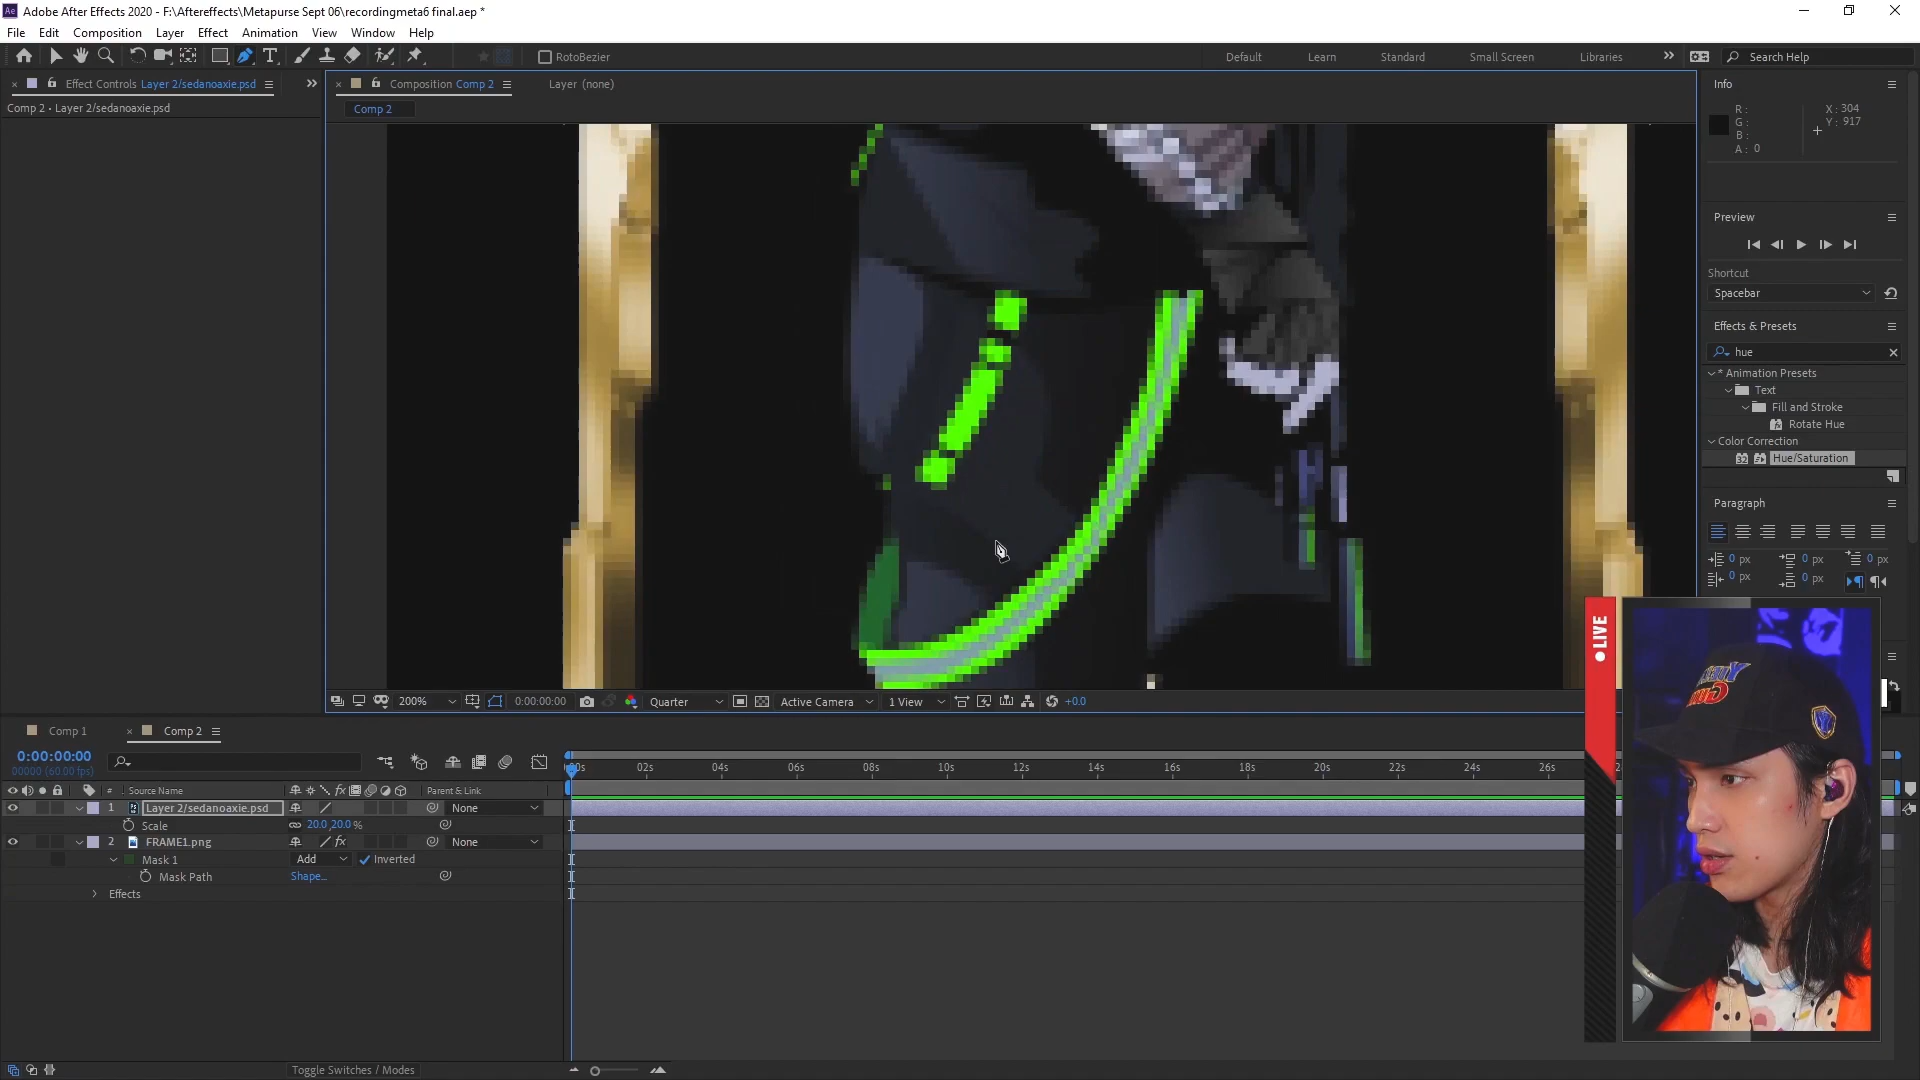 Adobe After Effects 2020 - F:\Aftereffects\Metapurse Sept 06\recordingmeta6 final.aep *
File Edit Composition Layer Effect Animation View Window Help
RotoBezier
Default Learn Standard Small Screen Libraries
Search Help
Effect Controls Layer 2/sedanoaxie.psd
Comp 2 • Layer 2/sedanoaxie.psd
Composition Comp 2
Layer (none)
Comp 2
Info
R :
G :
B :
A : 0
X : 304
Y : 917
Preview
Shortcut
Spacebar
Effects & Presets
hue
* Animation Presets
Text
Fill and Stroke
Rotate Hue
Color Correction
Hue/Saturation
Paragraph
0 px 0 px 0 px
0 px 0 px
LIVE
200% 0:00:00:00 Quarter Active Camera 1 View +0.0
Comp 1
Comp 2
0:00:00:00
00000 (60.00 fps)
00s 02s 04s 06s 08s 10s 12s 14s 16s 18s 20s 22s 24s 26s
# Source Name Parent & Link
1 Layer 2/sedanoaxie.psd None
Scale 20.0,20.0 %
2 FRAME1.png None
Mask 1 Add Inverted
Mask Path Shape...
Effects
Toggle Switches / Modes